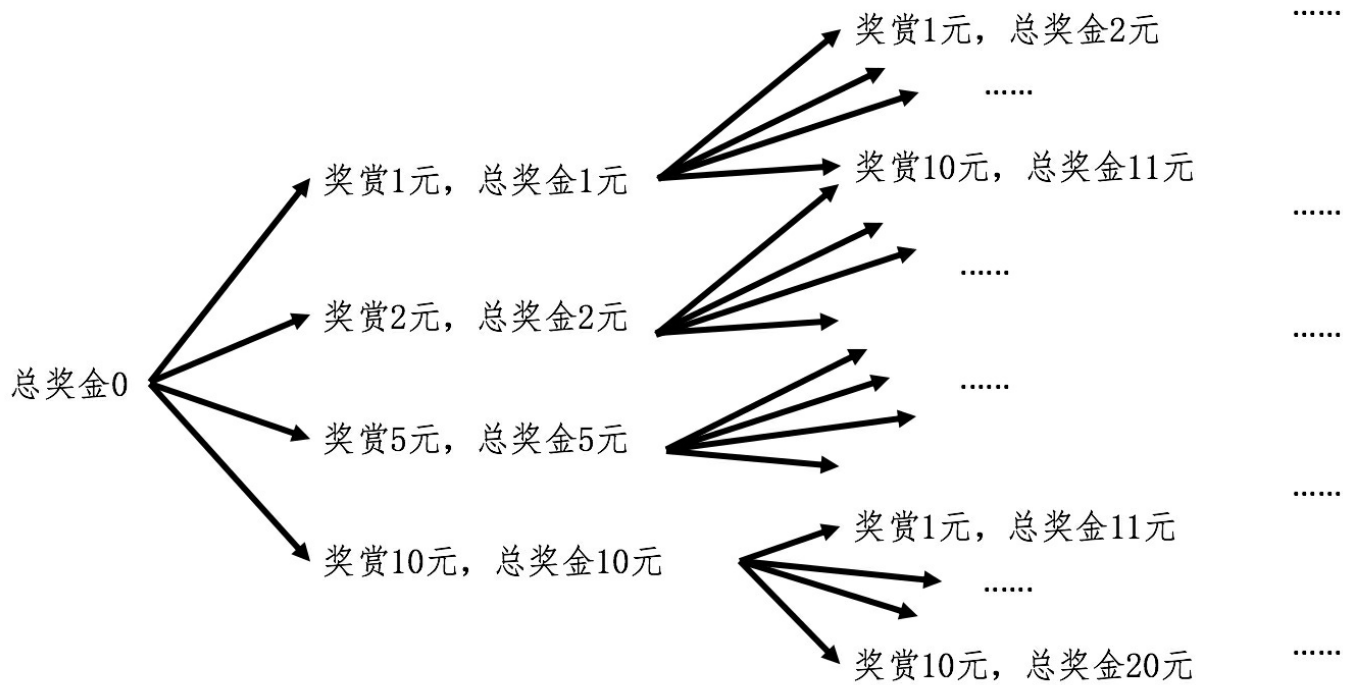 ……
奖赏1元，总奖金2元
……
奖赏10元，总奖金11元
奖赏1元，总奖金1元
……
……
奖赏2元，总奖金2元
……
总奖金0
……
奖赏5元，总奖金5元
……
奖赏1元，总奖金11元
奖赏10元，总奖金10元
……
奖赏10元，总奖金20元
……